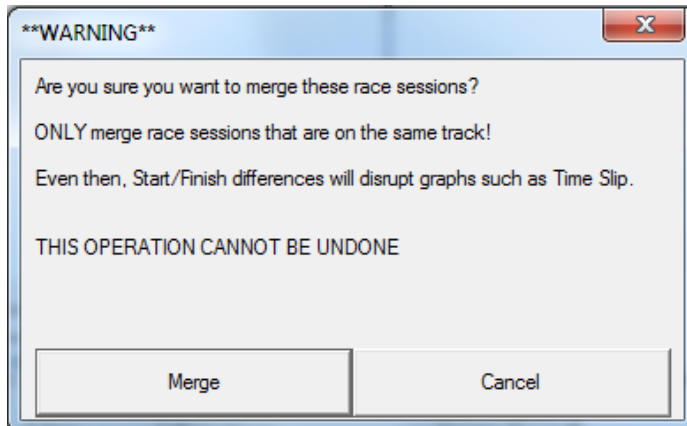 **WARNING**
Are you sure you want to merge these race sessions?
ONLY merge race sessions that are on the same track!
Even then, Start/Finish differences will disrupt graphs such as Time Slip.
THIS OPERATION CANNOT BE UNDONE
Merge
Cancel